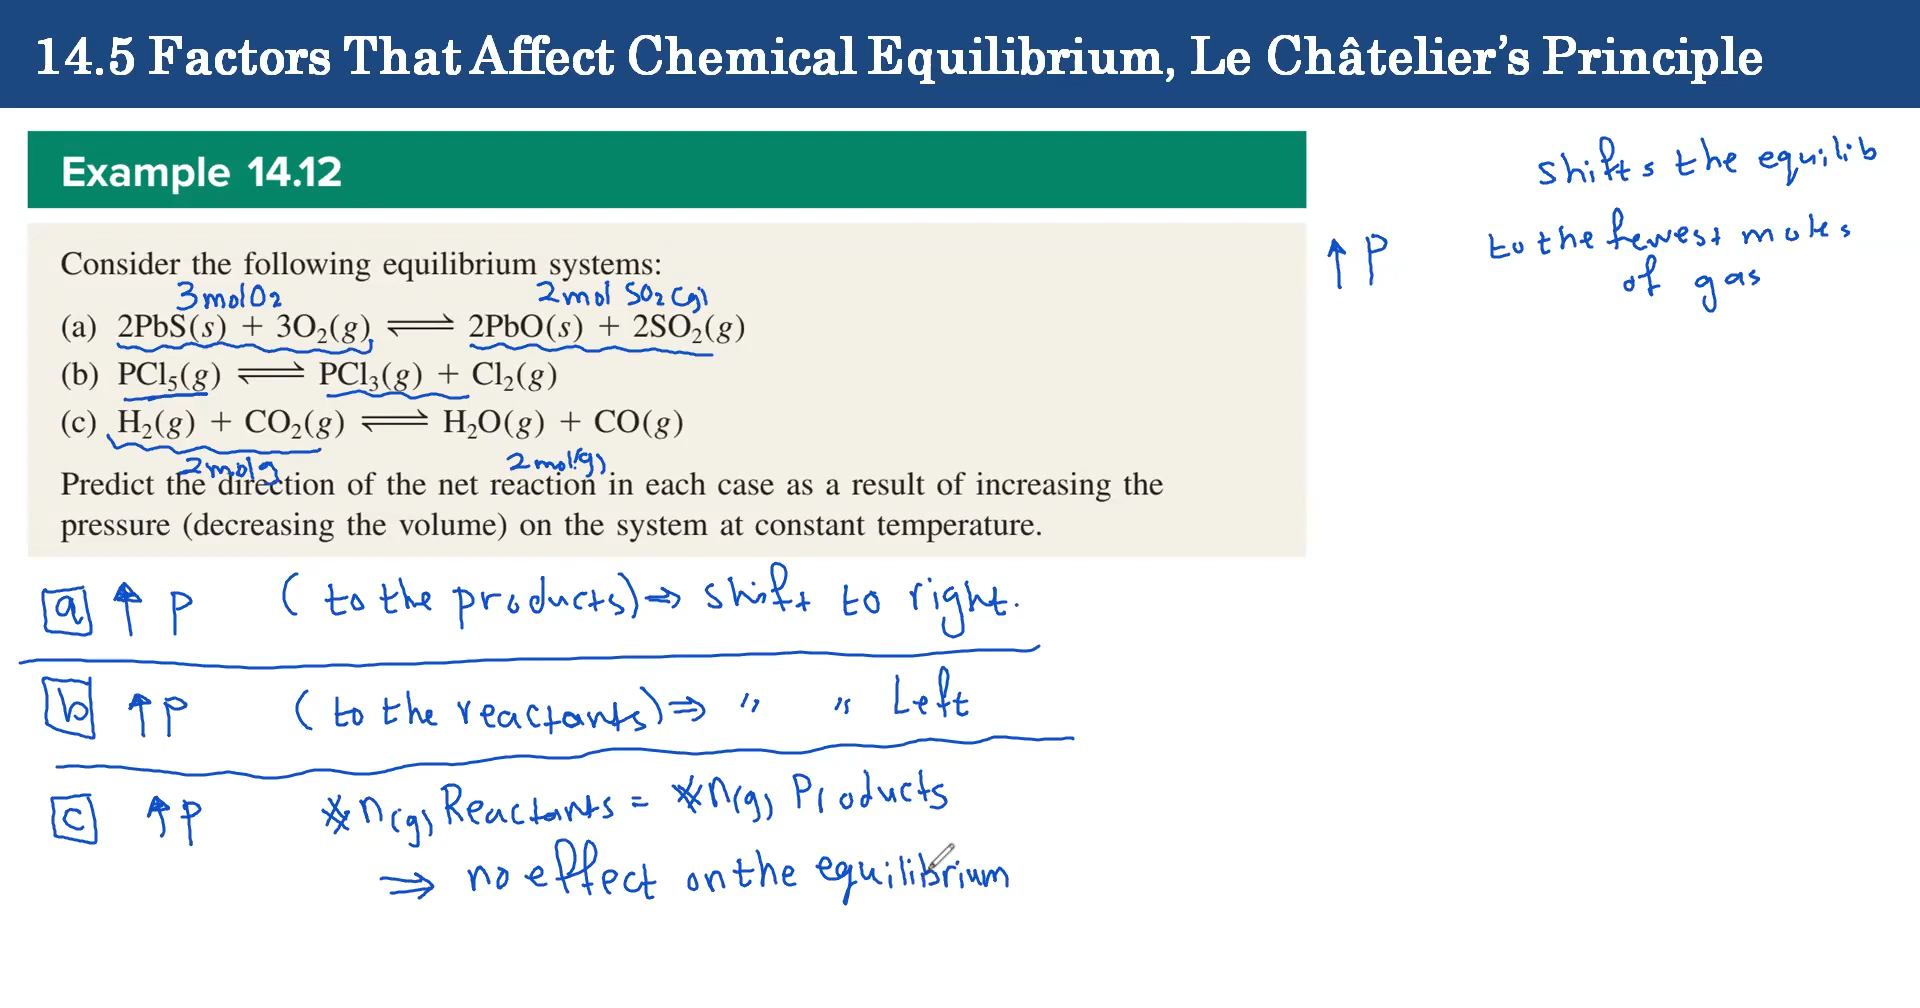 14.5 Factors That Affect Chemical Equilibrium, Le Châtelier's Principle
Example 14.12
shifts the equilib
↑ P to the fewest moles
of gas
Consider the following equilibrium systems:
3molO₂ 2mol SO₂(g)
(a) 2PbS(s) + 3O₂(g) ⇌ 2PbO(s) + 2SO₂(g)
(b) PCl₅(g) ⇌ PCl₃(g) + Cl₂(g)
(c) H₂(g) + CO₂(g) ⇌ H₂O(g) + CO(g)
2molg 2mol(g)
Predict the direction of the net reaction in each case as a result of increasing the
pressure (decreasing the volume) on the system at constant temperature.
a ↑ P (to the products) ⇒ shift to right.
b ↑P (to the reactants) ⇒ " " Left
c ↑P #n(g) Reactants = #n(g) Products
⇒ no effect on the equilibrium